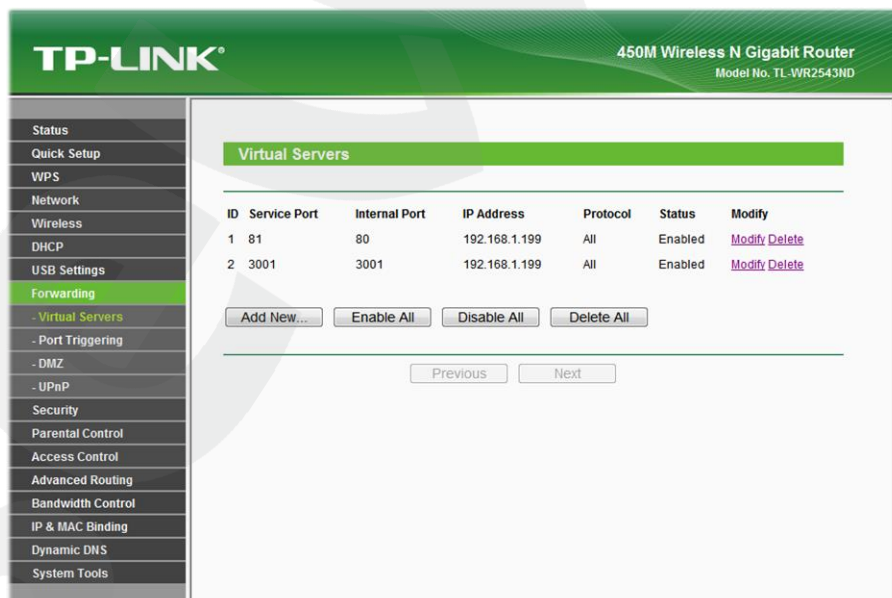 TP-LINK®
450M Wireless N Gigabit Router
Model No. TL-WR2543ND
Status
Quick Setup
WPS
Network
Wireless
DHCP
USB Settings
Forwarding
- Virtual Servers
- Port Triggering
- DMZ
- UPnP
Security
Parental Control
Access Control
Advanced Routing
Bandwidth Control
IP & MAC Binding
Dynamic DNS
System Tools
Virtual Servers
ID Service Port Internal Port IP Address Protocol Status Modify
1 81 80 192.168.1.199 All Enabled Modify Delete
2 3001 3001 192.168.1.199 All Enabled Modify Delete
Add New... Enable All Disable All Delete All
Previous Next